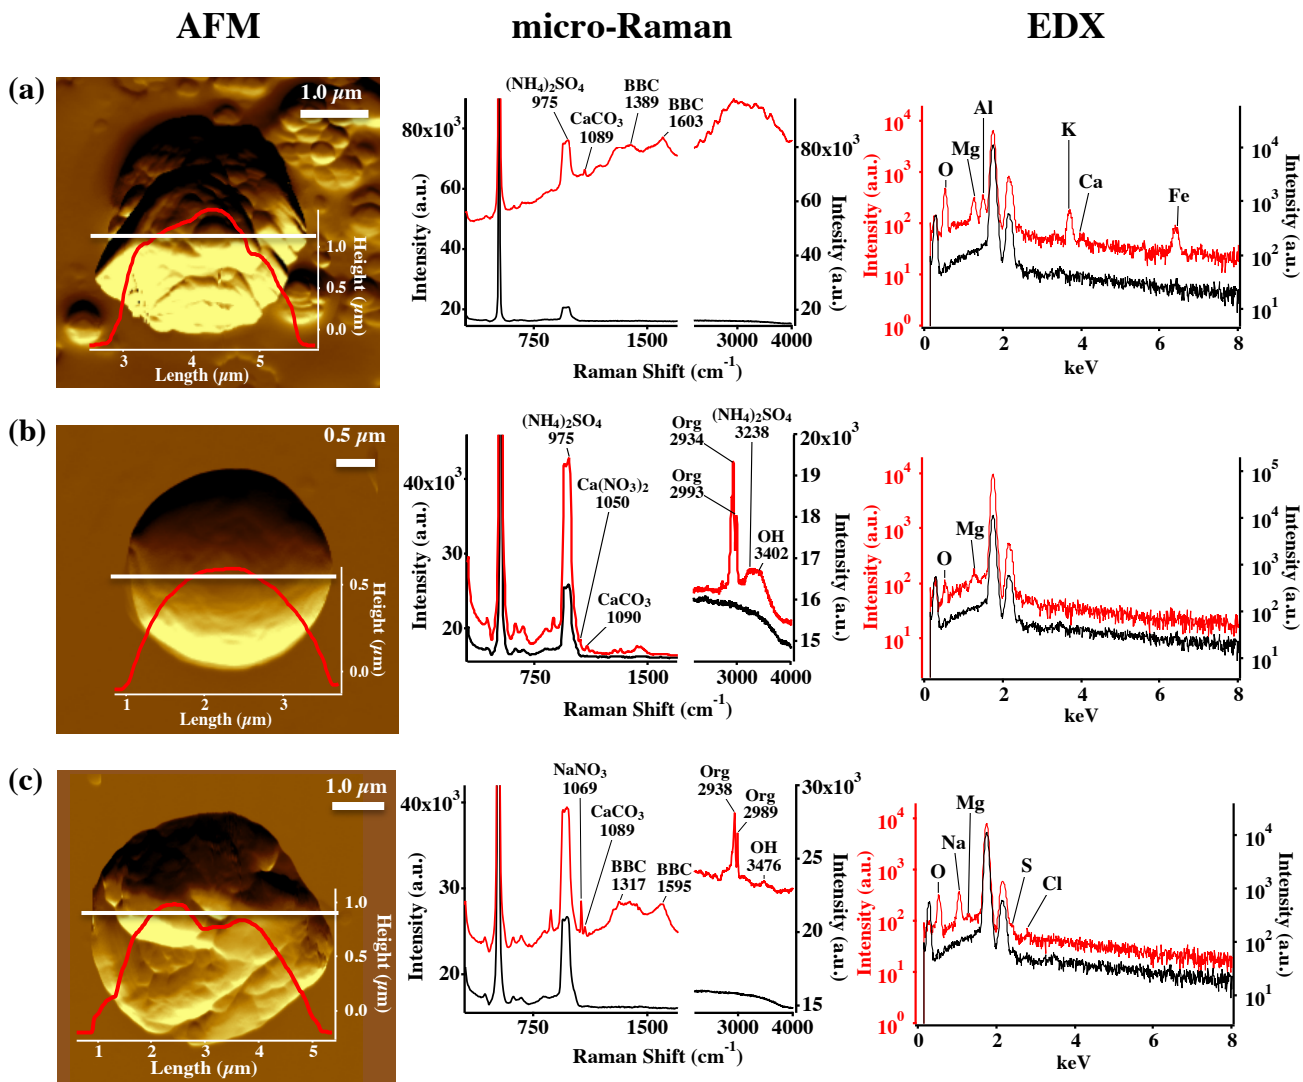 AFM
micro-Raman
EDX
(a)
1.0 µm
1.0
0.5
0.0
Height (µm)
3 4 5
Length (µm)
(NH4)2SO4
975
CaCO3
1089
BBC
1389
BBC
1603
80x10³
60
40
20
Intensity (a.u.)
80x10³
60
40
20
Intesity (a.u.)
750 1500 3000 4000
Raman Shift (cm⁻¹)
O
Mg
Al
K
Ca
Fe
10⁴
10³
10²
10¹
10⁰
Intensity (a.u.)
10⁴
10³
10²
10¹
Intensity (a.u.)
0 2 4 6 8
keV
(b)
0.5 µm
0.5
0.0
Height (µm)
1 2 3
Length (µm)
(NH4)2SO4
975
Ca(NO3)2
1050
CaCO3
1090
Org
2934
Org
2993
(NH4)2SO4
3238
OH
3402
40x10³
30
20
Intensity (a.u.)
20x10³
19
18
17
16
15
Intensity (a.u.)
750 1500 3000 4000
Raman Shift (cm⁻¹)
O
Mg
10⁴
10³
10²
10¹
Intensity (a.u.)
10⁵
10⁴
10³
10²
10¹
Intensity (a.u.)
0 2 4 6 8
keV
(c)
1.0 µm
1.0
0.5
0.0
Height (µm)
1 2 3 4 5
Length (µm)
NaNO3
1069
CaCO3
1089
BBC
1317
BBC
1595
Org
2938
Org
2989
OH
3476
40x10³
30
20
Intensity (a.u.)
30x10³
25
20
15
Intensity (a.u.)
750 1500 3000 4000
Raman Shift (cm⁻¹)
O
Na
Mg
S
Cl
10⁴
10³
10²
10¹
10⁰
Intensity (a.u.)
10⁴
10³
10²
10¹
Intensity (a.u.)
0 2 4 6 8
keV